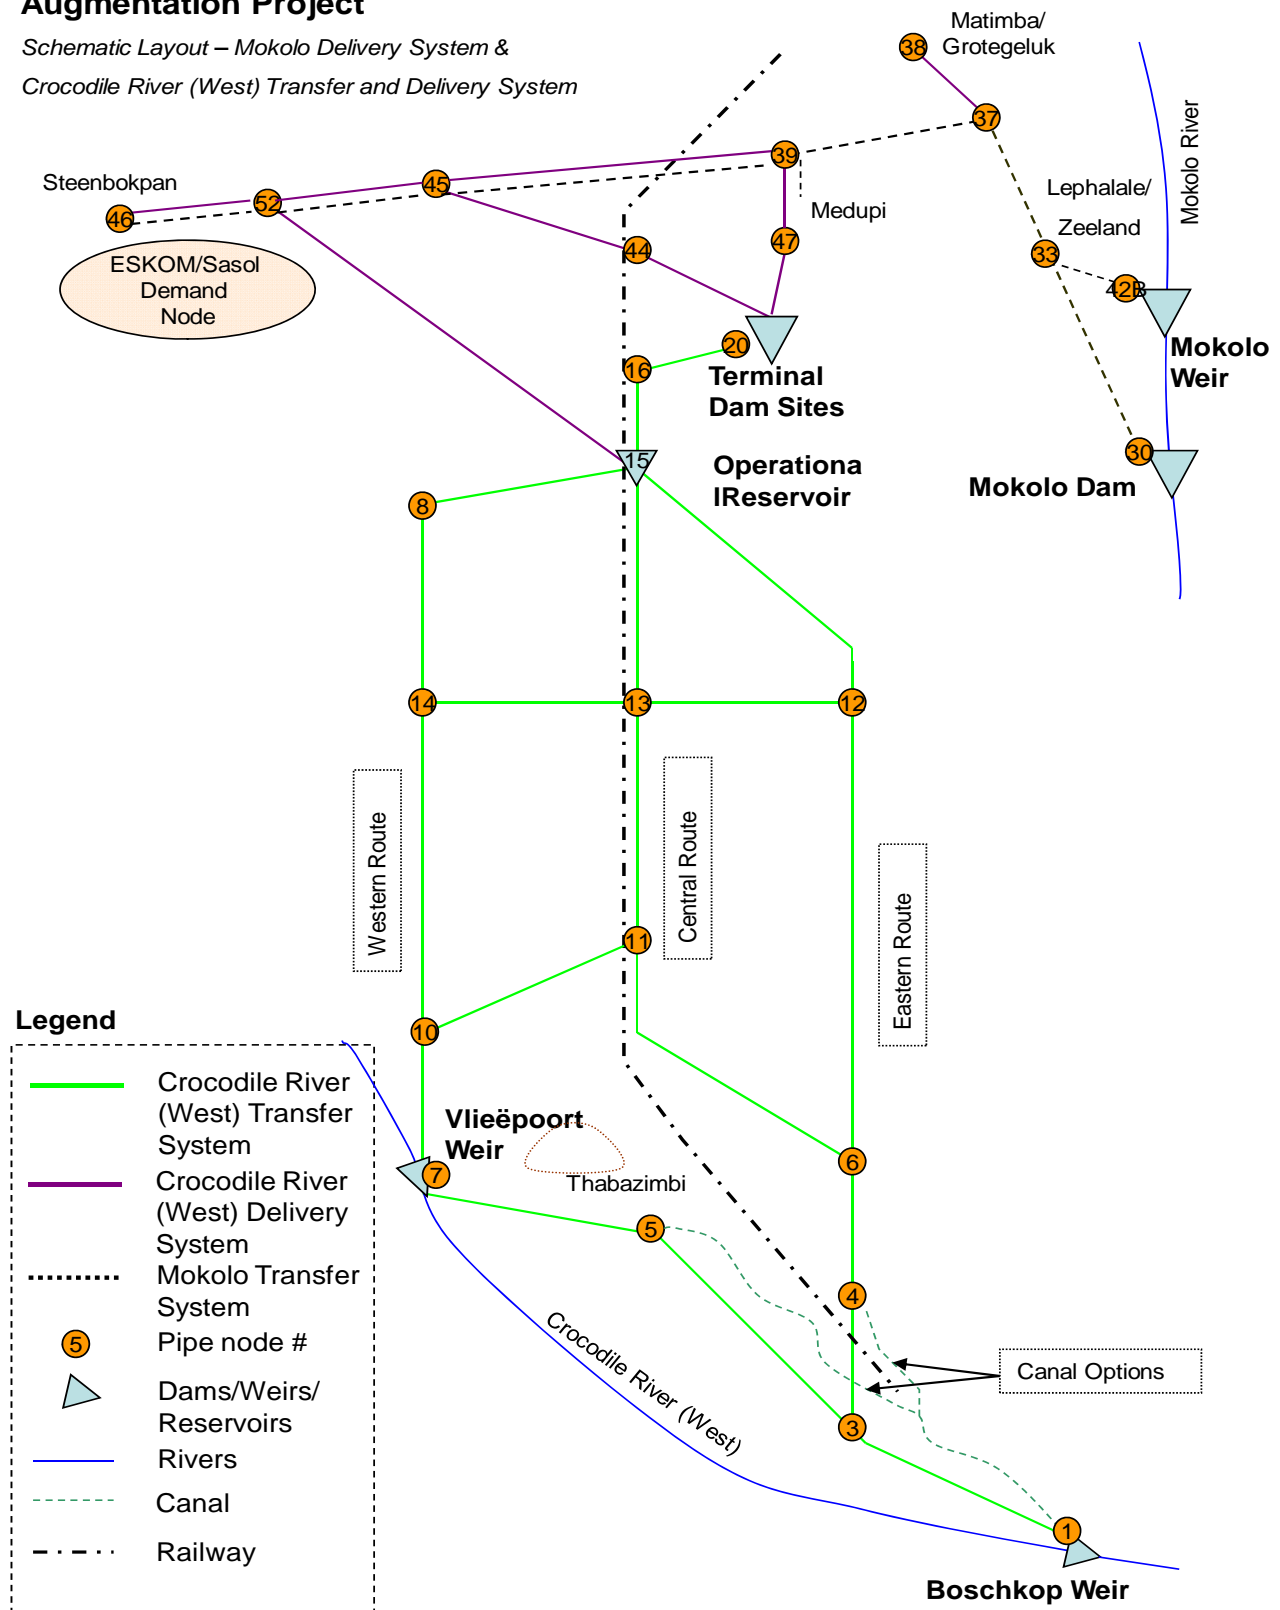 Augmentation Project
Schematic Layout – Mokolo Delivery System &
Crocodile River (West) Transfer and Delivery System
Matimba/
Grotegeluk
38
37
Mokolo River
39
Steenbokpan
45
52
46
Medupi
Lephalale/
Zeeland
47
44
33
42B
ESKOM/Sasol
Demand
Node
20
16
Terminal
Dam Sites
Mokolo
Weir
15
30
Operationa
lReservoir
Mokolo Dam
8
14
13
12
Western Route
Central Route
Eastern Route
11
10
Vlieëpoort
Weir
7
6
Thabazimbi
5
4
Crocodile River (West)
Canal Options
3
1
Boschkop Weir
Legend
Crocodile River
(West) Transfer
System
Crocodile River
(West) Delivery
System
Mokolo Transfer
System
5
Pipe node #
Dams/Weirs/
Reservoirs
Rivers
Canal
Railway